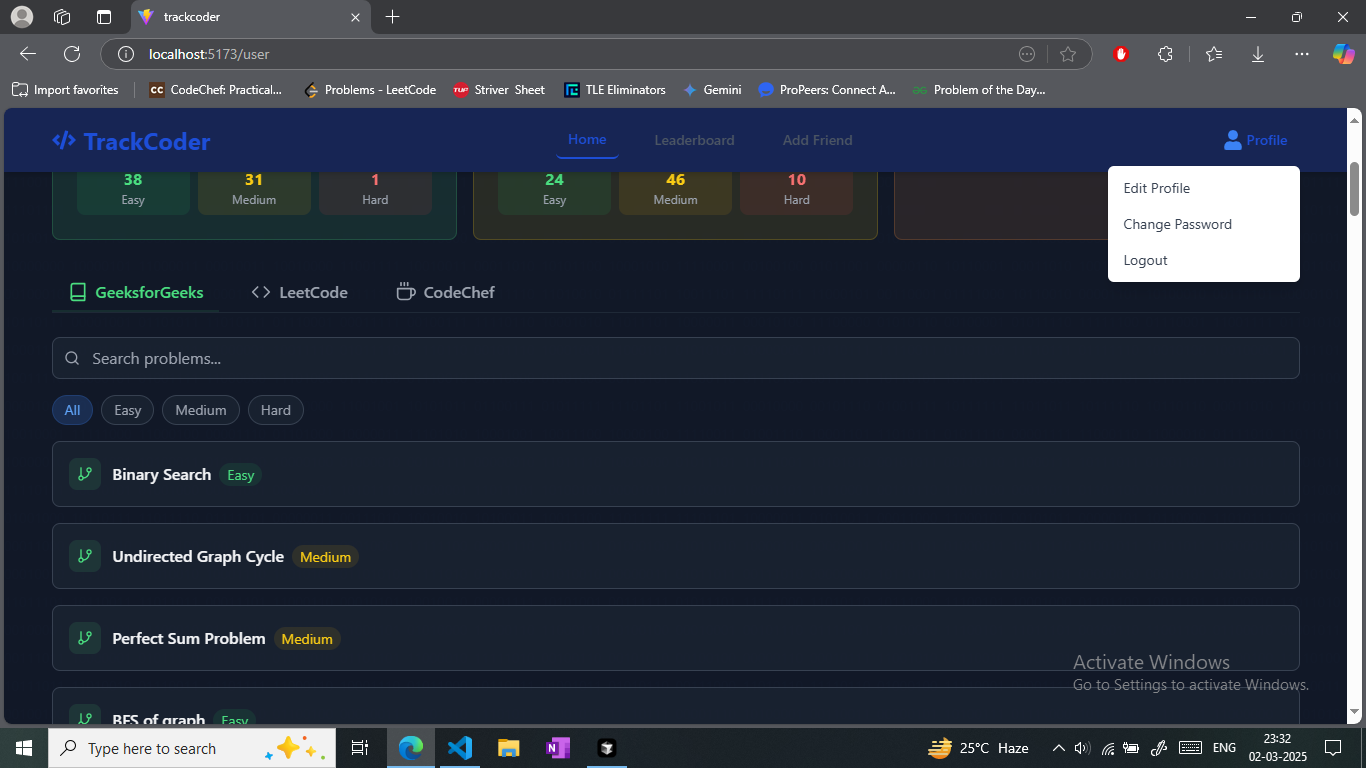 trackcoder
localhost:5173/user
Import favorites
CC CodeChef: Practical...
Problems - LeetCode
TUF Striver Sheet
TLE Eliminators
Gemini
ProPeers: Connect A...
Problem of the Day...
</> TrackCoder
Home
Leaderboard
Add Friend
Profile
Edit Profile
Change Password
Logout
38 31 1
Easy Medium Hard
24 46 10
Easy Medium Hard
GeeksforGeeks
<> LeetCode
CodeChef
Search problems...
All Easy Medium Hard
Binary Search Easy
Undirected Graph Cycle Medium
Perfect Sum Problem Medium
BFS of graph Easy
Activate Windows
Go to Settings to activate Windows.
Type here to search
N
25°C Haze
ENG
23:32
02-03-2025